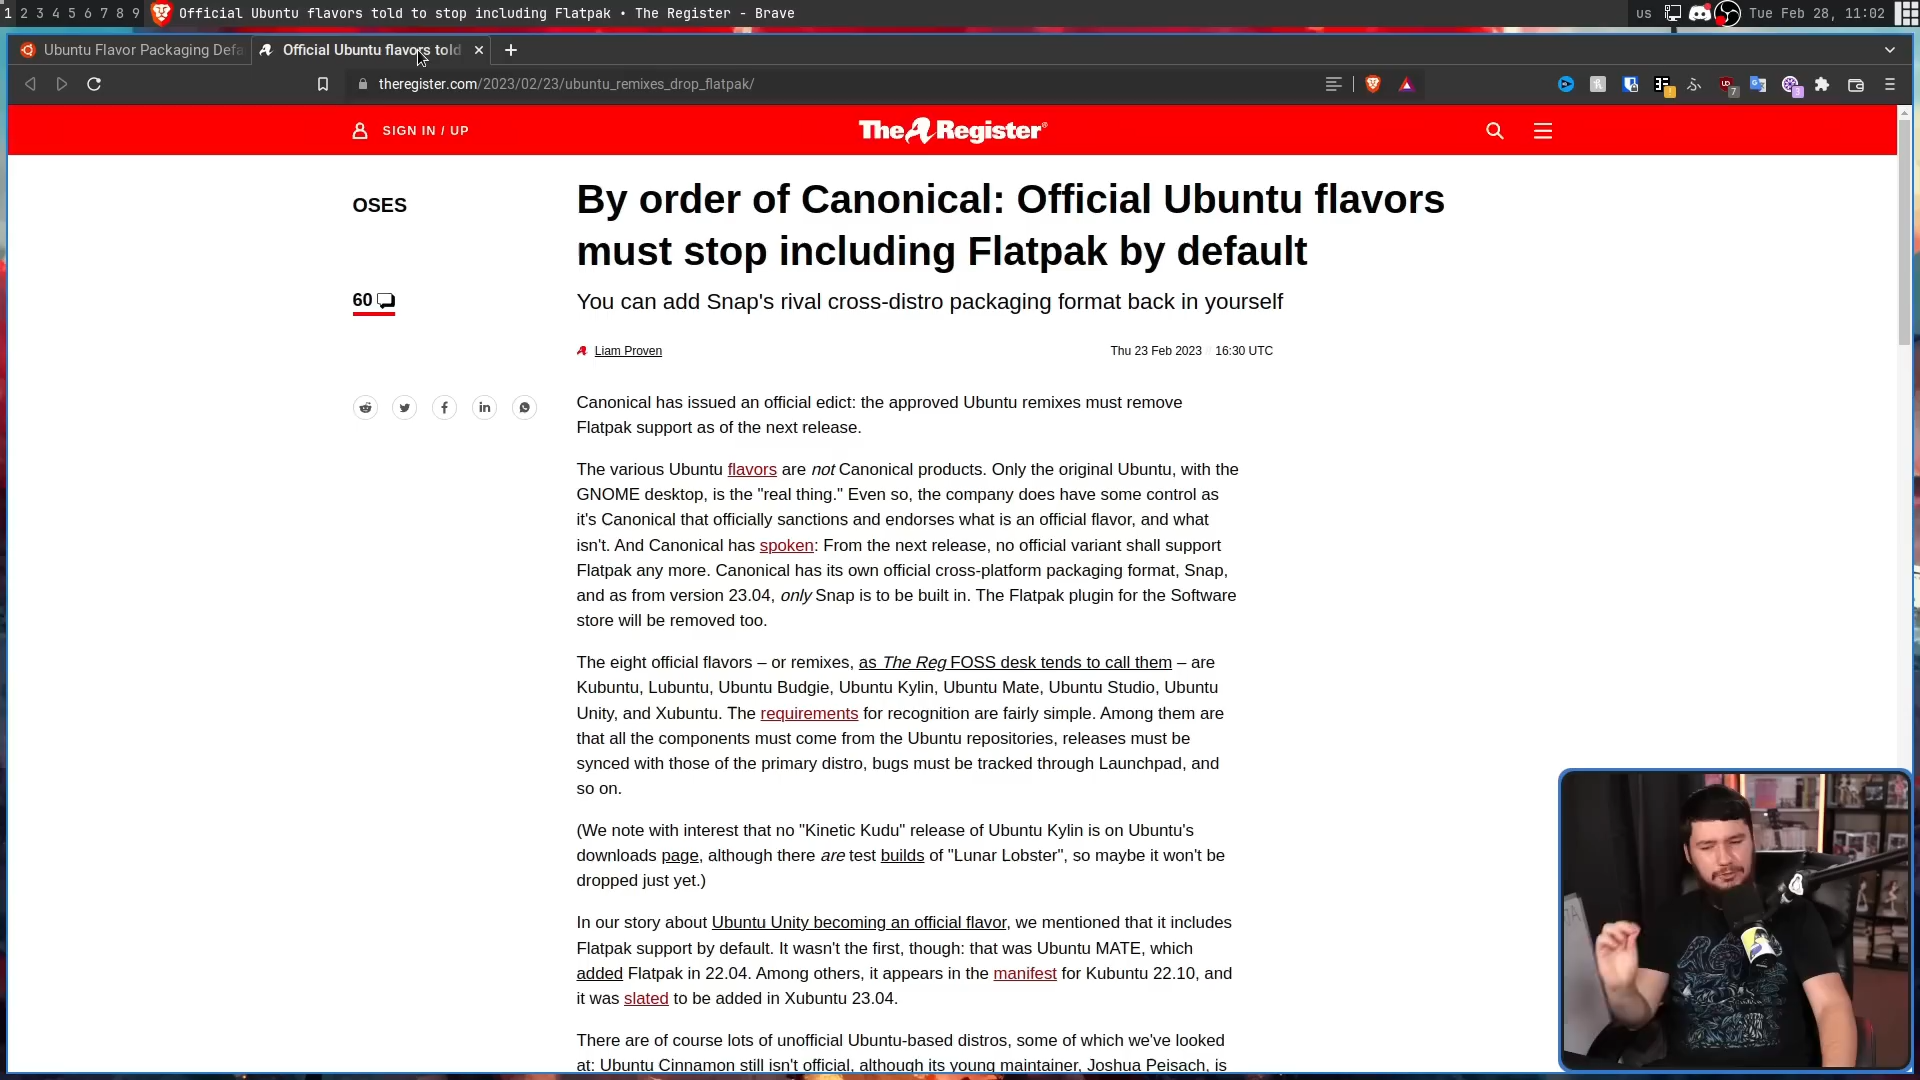 1 2 3 4 5 6 7 8 9 Official Ubuntu flavors told to stop including Flatpak • The Register - Brave us Tue Feb 28, 11:02
Ubuntu Flavor Packaging Defa Official Ubuntu flavors told
theregister.com/2023/02/23/ubuntu_remixes_drop_flatpak/
7 3
SIGN IN / UP The Register®
OSES
By order of Canonical: Official Ubuntu flavors
must stop including Flatpak by default
60
You can add Snap's rival cross-distro packaging format back in yourself
Liam Proven Thu 23 Feb 2023 16:30 UTC
Canonical has issued an official edict: the approved Ubuntu remixes must remove
Flatpak support as of the next release.
The various Ubuntu flavors are not Canonical products. Only the original Ubuntu, with the
GNOME desktop, is the "real thing." Even so, the company does have some control as
it's Canonical that officially sanctions and endorses what is an official flavor, and what
isn't. And Canonical has spoken: From the next release, no official variant shall support
Flatpak any more. Canonical has its own official cross-platform packaging format, Snap,
and as from version 23.04, only Snap is to be built in. The Flatpak plugin for the Software
store will be removed too.
The eight official flavors – or remixes, as The Reg FOSS desk tends to call them – are
Kubuntu, Lubuntu, Ubuntu Budgie, Ubuntu Kylin, Ubuntu Mate, Ubuntu Studio, Ubuntu
Unity, and Xubuntu. The requirements for recognition are fairly simple. Among them are
that all the components must come from the Ubuntu repositories, releases must be
synced with those of the primary distro, bugs must be tracked through Launchpad, and
so on.
(We note with interest that no "Kinetic Kudu" release of Ubuntu Kylin is on Ubuntu's
downloads page, although there are test builds of "Lunar Lobster", so maybe it won't be
dropped just yet.)
In our story about Ubuntu Unity becoming an official flavor, we mentioned that it includes
Flatpak support by default. It wasn't the first, though: that was Ubuntu MATE, which
added Flatpak in 22.04. Among others, it appears in the manifest for Kubuntu 22.10, and
it was slated to be added in Xubuntu 23.04.
There are of course lots of unofficial Ubuntu-based distros, some of which we've looked
at: Ubuntu Cinnamon still isn't official, although its young maintainer, Joshua Peisach, is